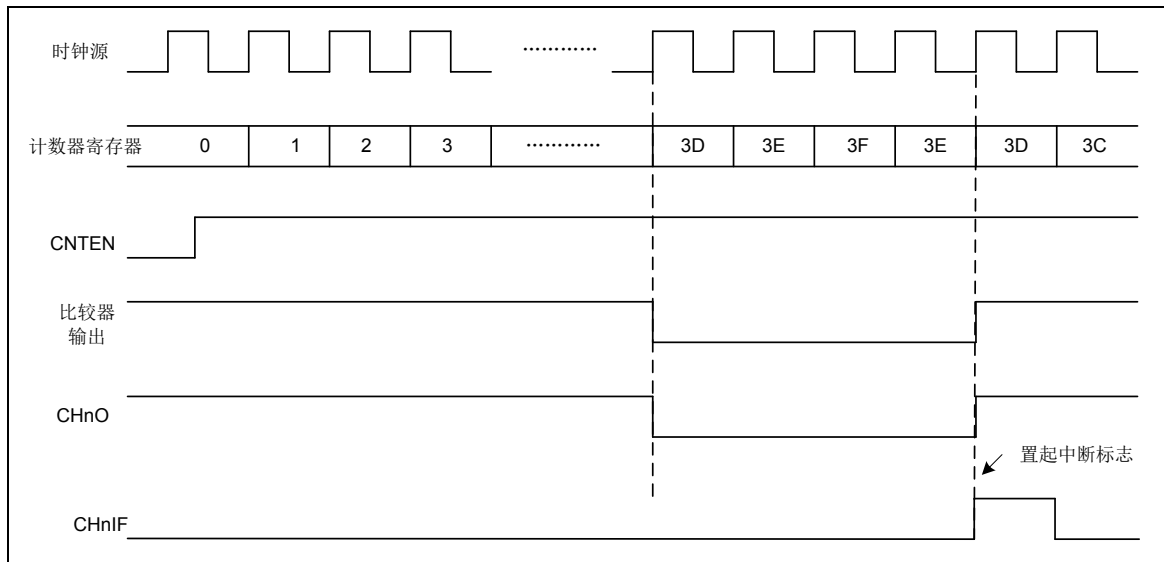 时钟源
…………
计数器寄存器 0 1 2 3 ………… 3D 3E 3F 3E 3D 3C
CNTEN
比较器
输出
CHnO
置起中断标志
CHnIF